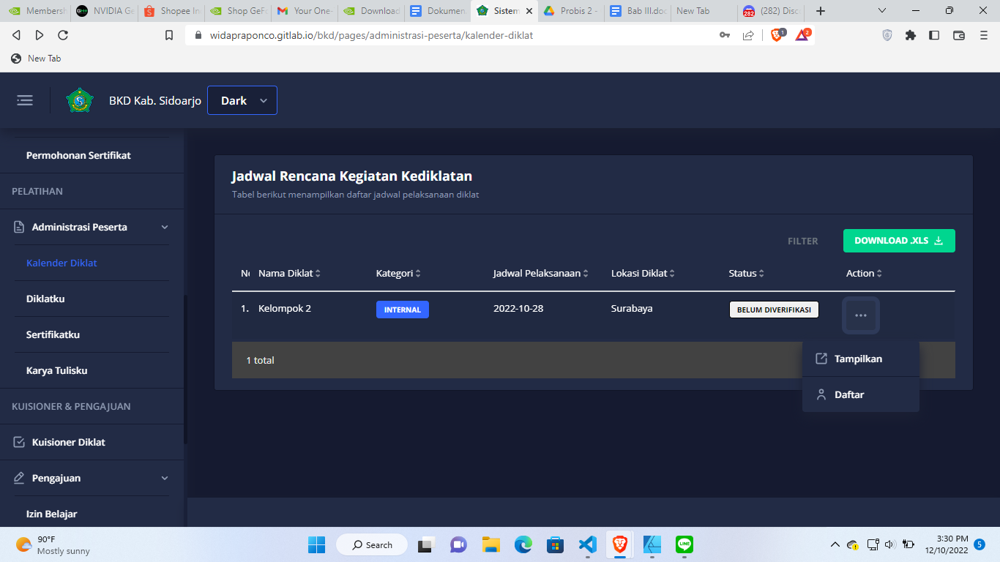 Membersh
NVIDIA Ge
Shopee In
Shop GeFo
Your One-
Download
Dokumen
Sistem
Probis 2 -
Bab III.doc
New Tab
282
(282) Disc
widapraponco.gitlab.io/bkd/pages/administrasi-peserta/kalender-diklat
1
2
New Tab
BKD Kab. Sidoarjo
Dark
Permohonan Sertifikat
PELATIHAN
Administrasi Peserta
Kalender Diklat
Diklatku
Sertifikatku
Karya Tulisku
KUISIONER & PENGAJUAN
Kuisioner Diklat
Pengajuan
Izin Belajar
Jadwal Rencana Kegiatan Kediklatan
Tabel berikut menampilkan daftar jadwal pelaksanaan diklat
FILTER
DOWNLOAD .XLS
Nama Diklat Kategori Jadwal Pelaksanaan Lokasi Diklat Status Action
1. Kelompok 2 INTERNAL 2022-10-28 Surabaya BELUM DIVERIFIKASI
1 total
Tampilkan
Daftar
90°F
Mostly sunny
Search
LINE
3:30 PM
12/10/2022
5